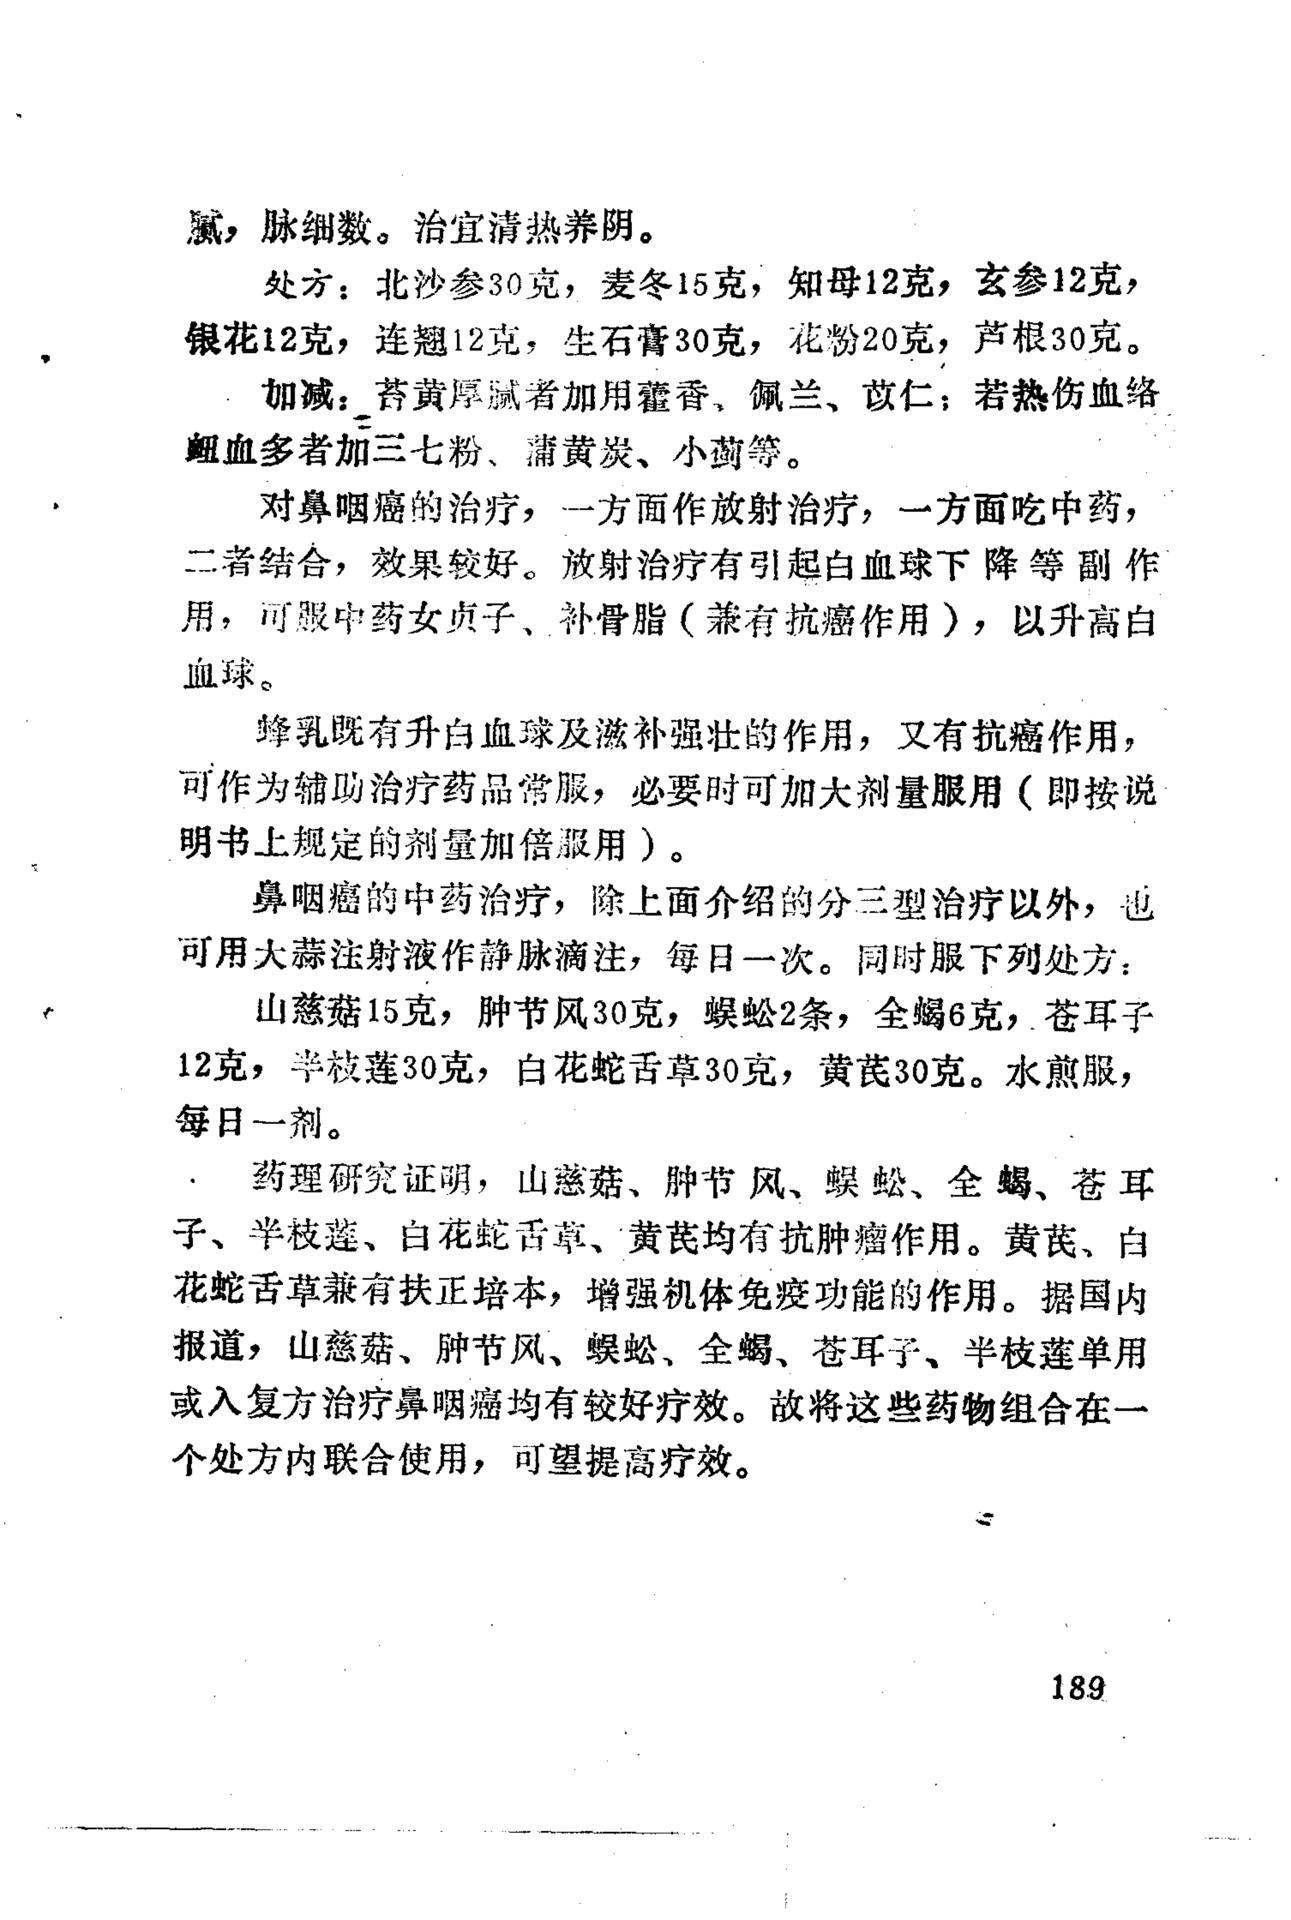 腻，脉细数。治宜清热养阴。
处方：北沙参30克，麦冬15克，知母12克，玄参12克，
银花12克，连翘12克，生石膏30克，花粉20克，芦根30克。
加减：苔黄厚腻者加用藿香、佩兰、苡仁；若热伤血络
衄血多者加三七粉、蒲黄炭、小蓟等。
对鼻咽癌的治疗，一方面作放射治疗，一方面吃中药，
二者结合，效果较好。放射治疗有引起白血球下降等副作
用，可服中药女贞子、补骨脂（兼有抗癌作用），以升高白
血球。
蜂乳既有升白血球及滋补强壮的作用，又有抗癌作用，
可作为辅助治疗药品常服，必要时可加大剂量服用（即按说
明书上规定的剂量加倍服用）。
鼻咽癌的中药治疗，除上面介绍的分三型治疗以外，也
可用大蒜注射液作静脉滴注，每日一次。同时服下列处方：
山慈菇15克，肿节风30克，蜈蚣2条，全蝎6克，苍耳子
12克，半枝莲30克，白花蛇舌草30克，黄芪30克。水煎服，
每日一剂。
药理研究证明，山慈菇、肿节风、蜈蚣、全蝎、苍耳
子、半枝莲、白花蛇舌草、黄芪均有抗肿瘤作用。黄芪、白
花蛇舌草兼有扶正培本，增强机体免疫功能的作用。据国内
报道，山慈菇、肿节风、蜈蚣、全蝎、苍耳子、半枝莲单用
或入复方治疗鼻咽癌均有较好疗效。故将这些药物组合在一
个处方内联合使用，可望提高疗效。
189